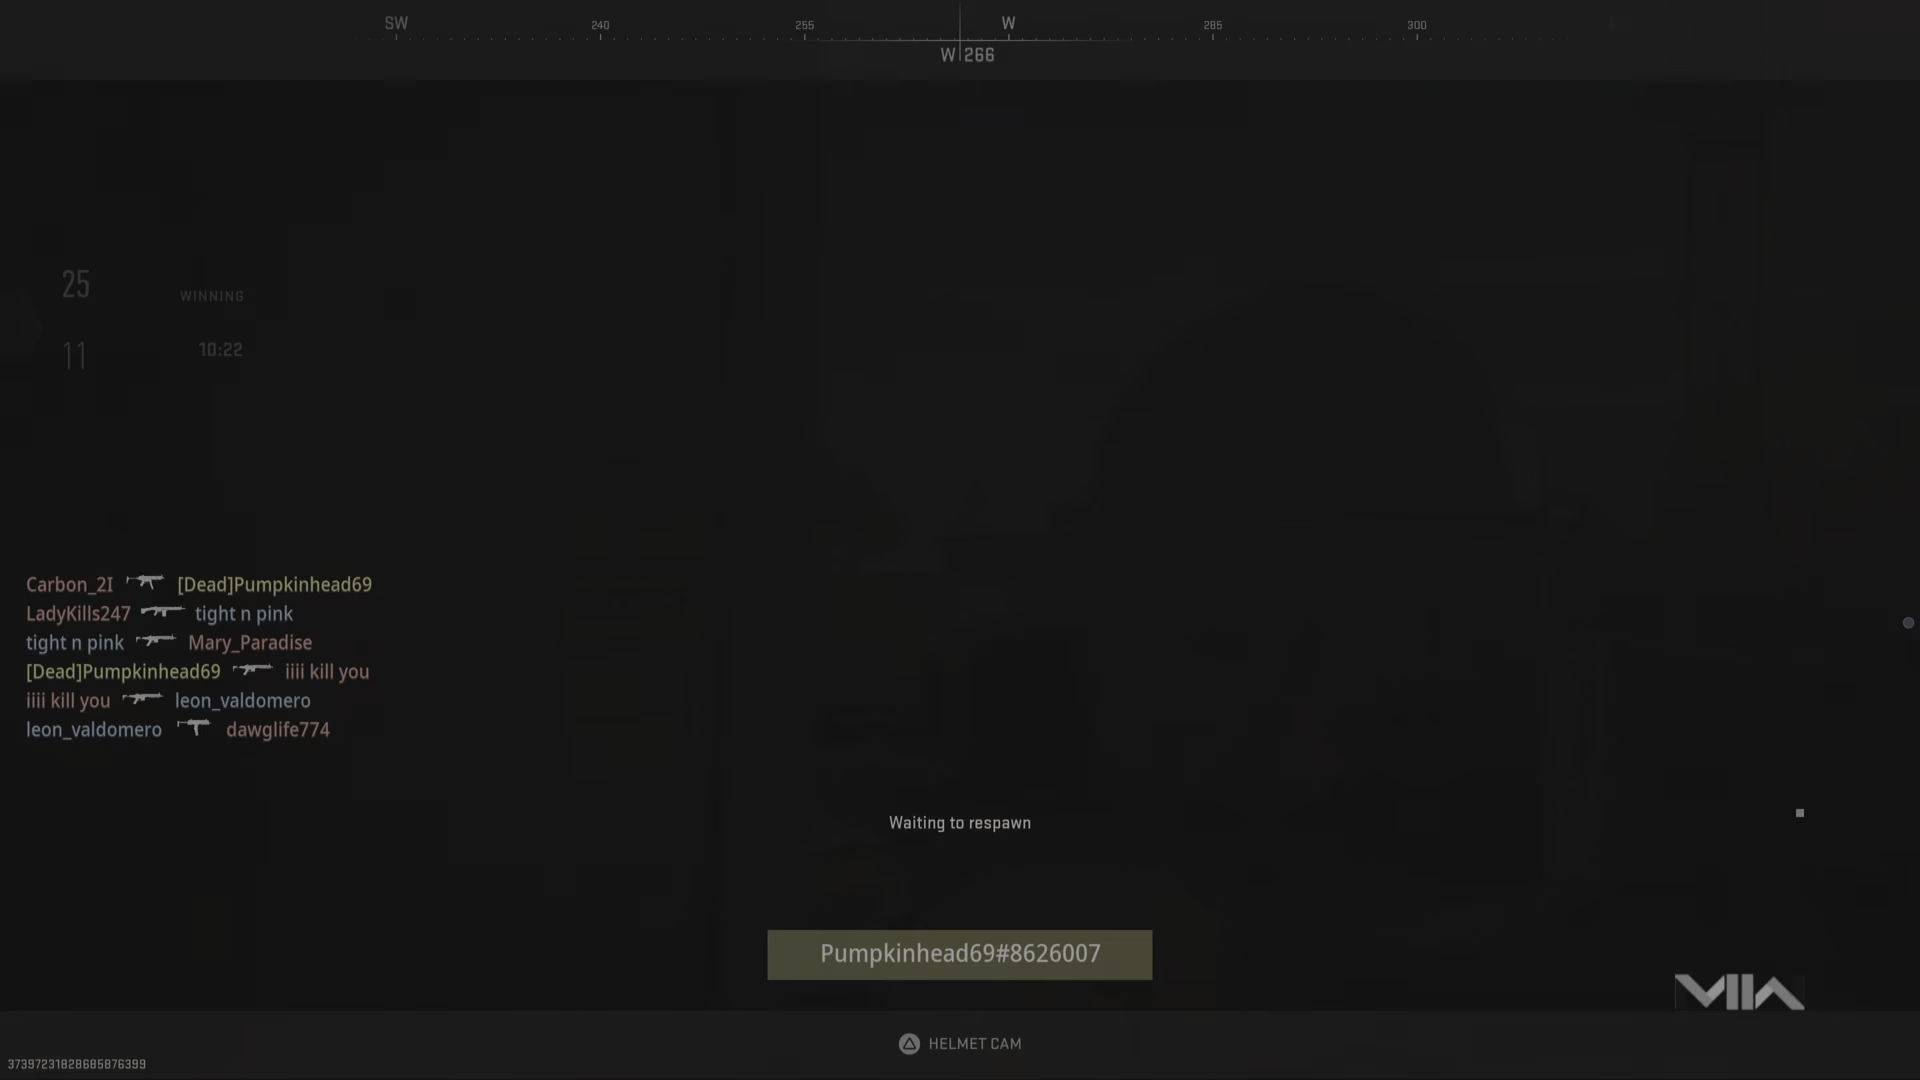 SW 240 255 W 285 300
W 266
25 WINNING
11 10:22
Carbon_2I [Dead]Pumpkinhead69
LadyKills247 tight n pink
tight n pink Mary_Paradise
[Dead]Pumpkinhead69 iiii kill you
iiii kill you leon_valdomero
leon_valdomero dawglife774
Waiting to respawn
Pumpkinhead69#8626007
HELMET CAM
37397231828685876399